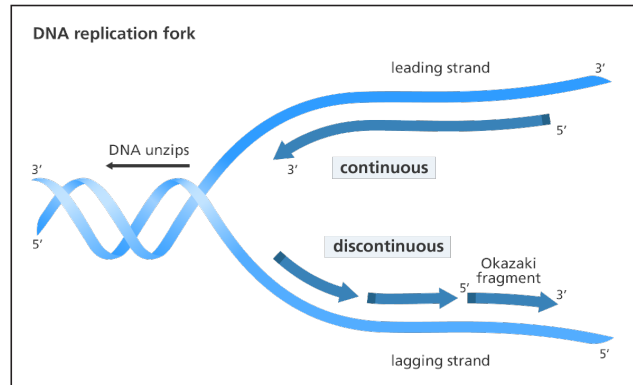 DNA replication fork
leading strand
3’
5’
DNA unzips
3’
3’
continuous
5’
discontinuous
Okazaki
fragment
5’
3’
lagging strand
5’